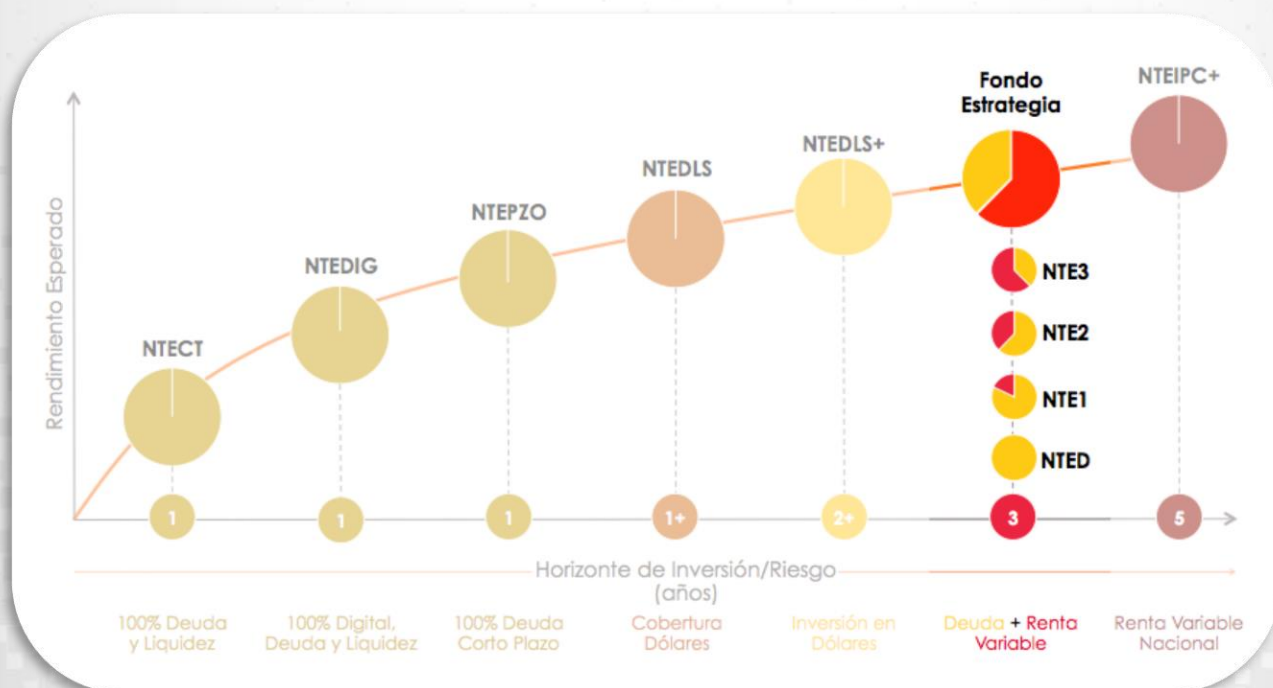 Rendimiento Esperado
NTECT
NTEDIG
NTEPZO
NTEDLS
NTEDLS+
Fondo
Estrategia
NTEIPC+
NTE3
NTE2
NTE1
NTED
1
1
1
1+
2+
3
5
Horizonte de Inversión/Riesgo
(años)
100% Deuda
y Liquidez
100% Digital,
Deuda y Liquidez
100% Deuda
Corto Plazo
Cobertura
Dólares
Inversión en
Dólares
Deuda + Renta
Variable
Renta Variable
Nacional